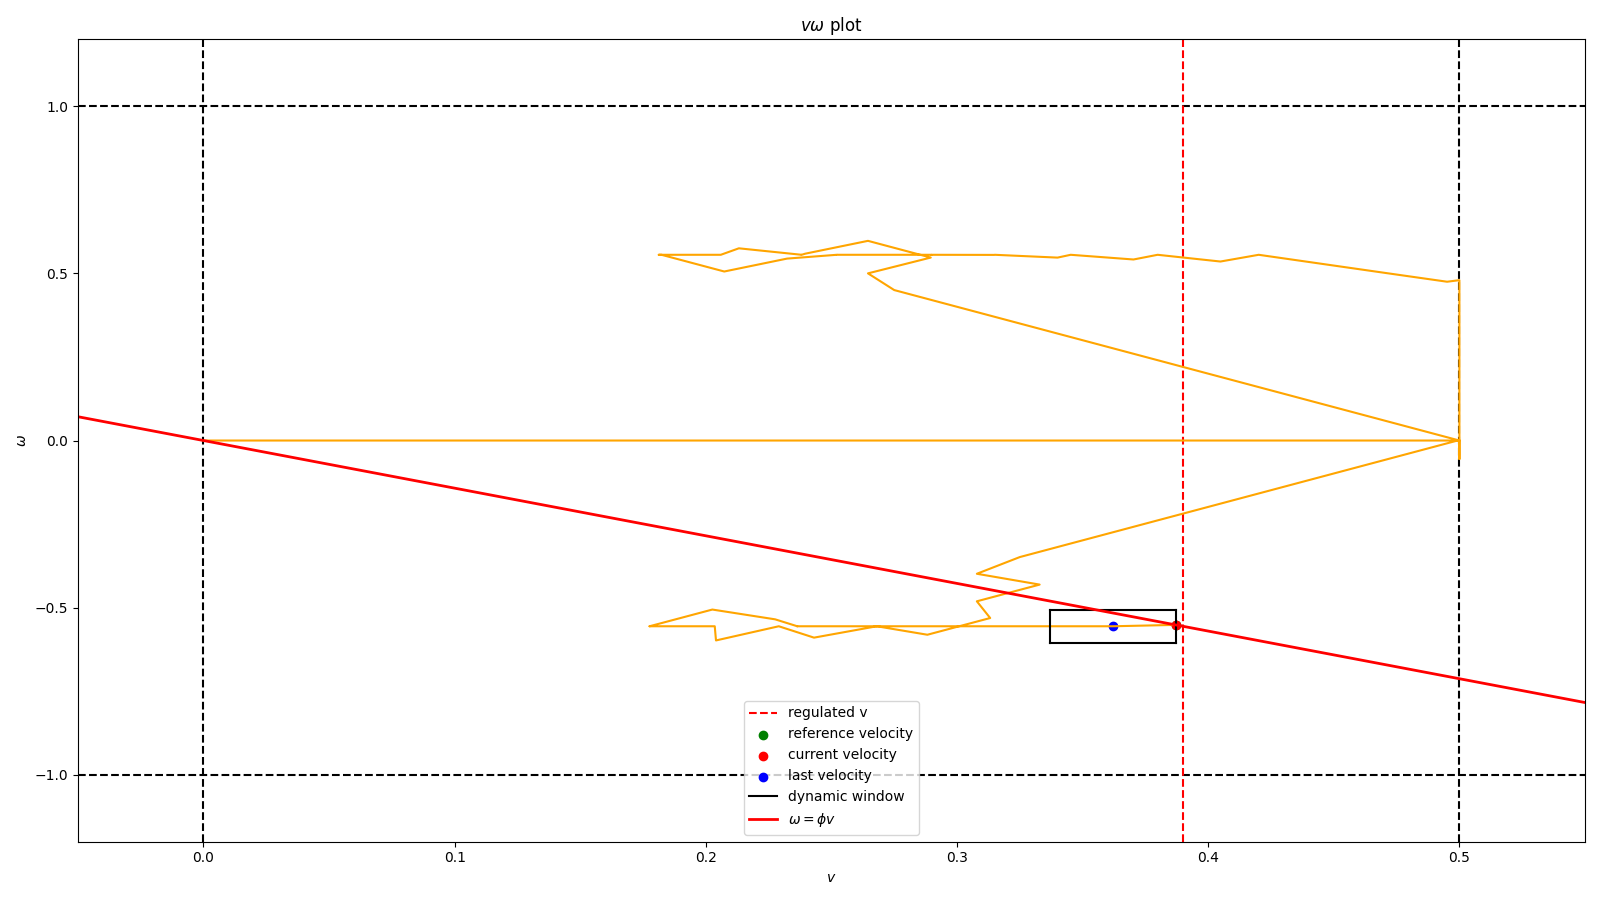 vω plot
1.0
0.5
0.0
−0.5
−1.0
ω
regulated v
reference velocity
current velocity
last velocity
dynamic window
ω = ϕv
0.0 0.1 0.2 0.3 0.4 0.5
v